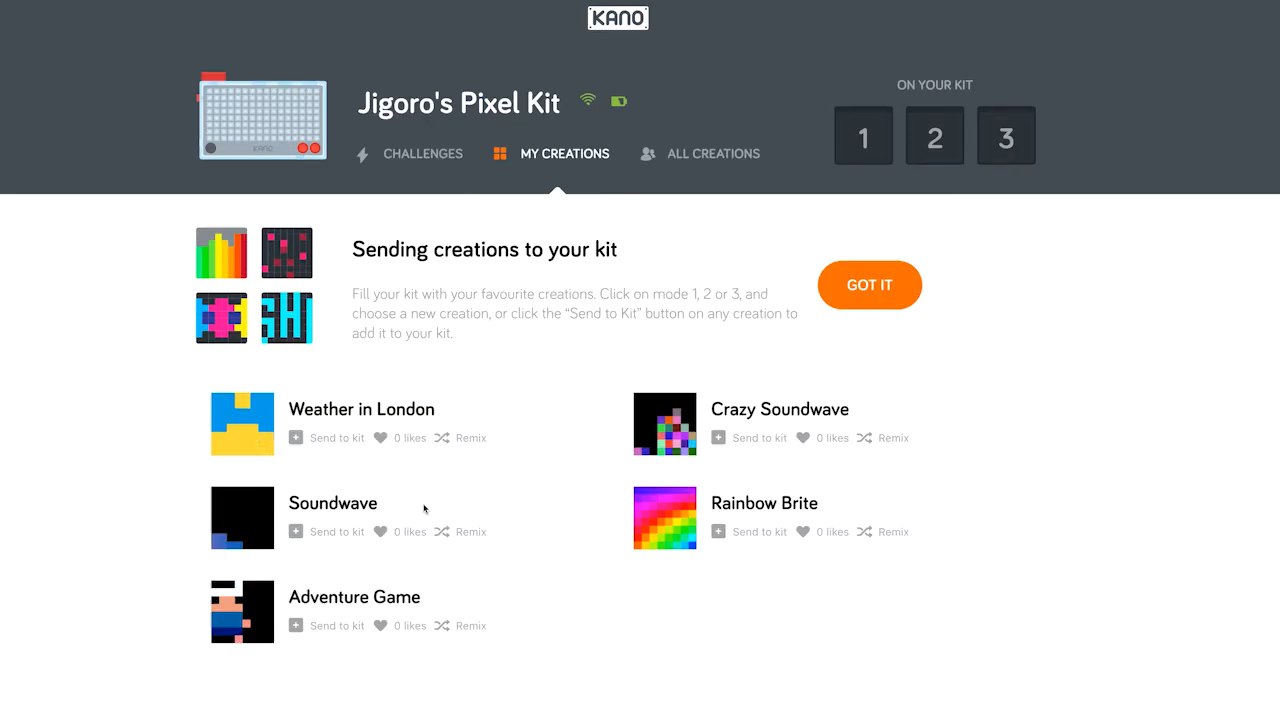 KANO
Jigoro's Pixel Kit
CHALLENGES
MY CREATIONS
ALL CREATIONS
ON YOUR KIT
1 2 3
KANO
Sending creations to your kit
Fill your kit with your favourite creations. Click on mode 1, 2 or 3, and
choose a new creation, or click the “Send to Kit” button on any creation to
add it to your kit.
GOT IT
Weather in London
Send to kit 0 likes Remix
Crazy Soundwave
Send to kit 0 likes Remix
Soundwave
Send to kit 0 likes Remix
Rainbow Brite
Send to kit 0 likes Remix
Adventure Game
Send to kit 0 likes Remix